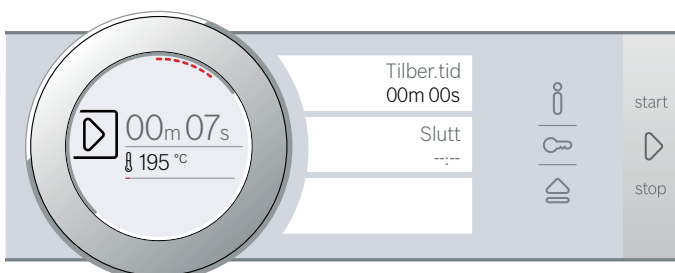 00m 07s
195 °C
Tilber.tid
00m 00s
Slutt
--:--
start
stop